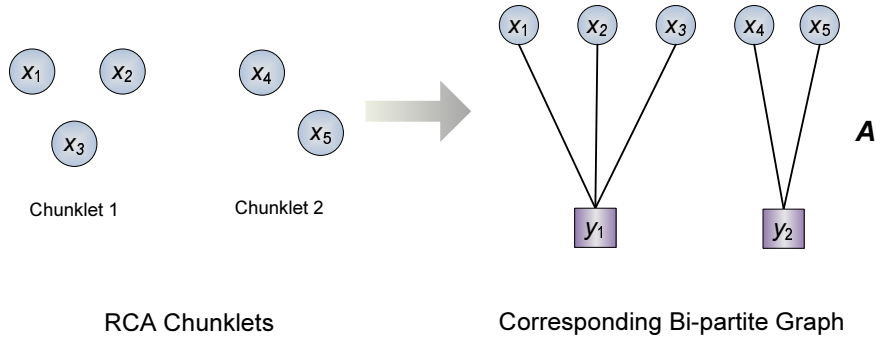 x1 x2 x3 x4 x5
x1 x2 x4
x3 x5
A
Chunklet 1 Chunklet 2
y1 y2
RCA Chunklets Corresponding Bi-partite Graph